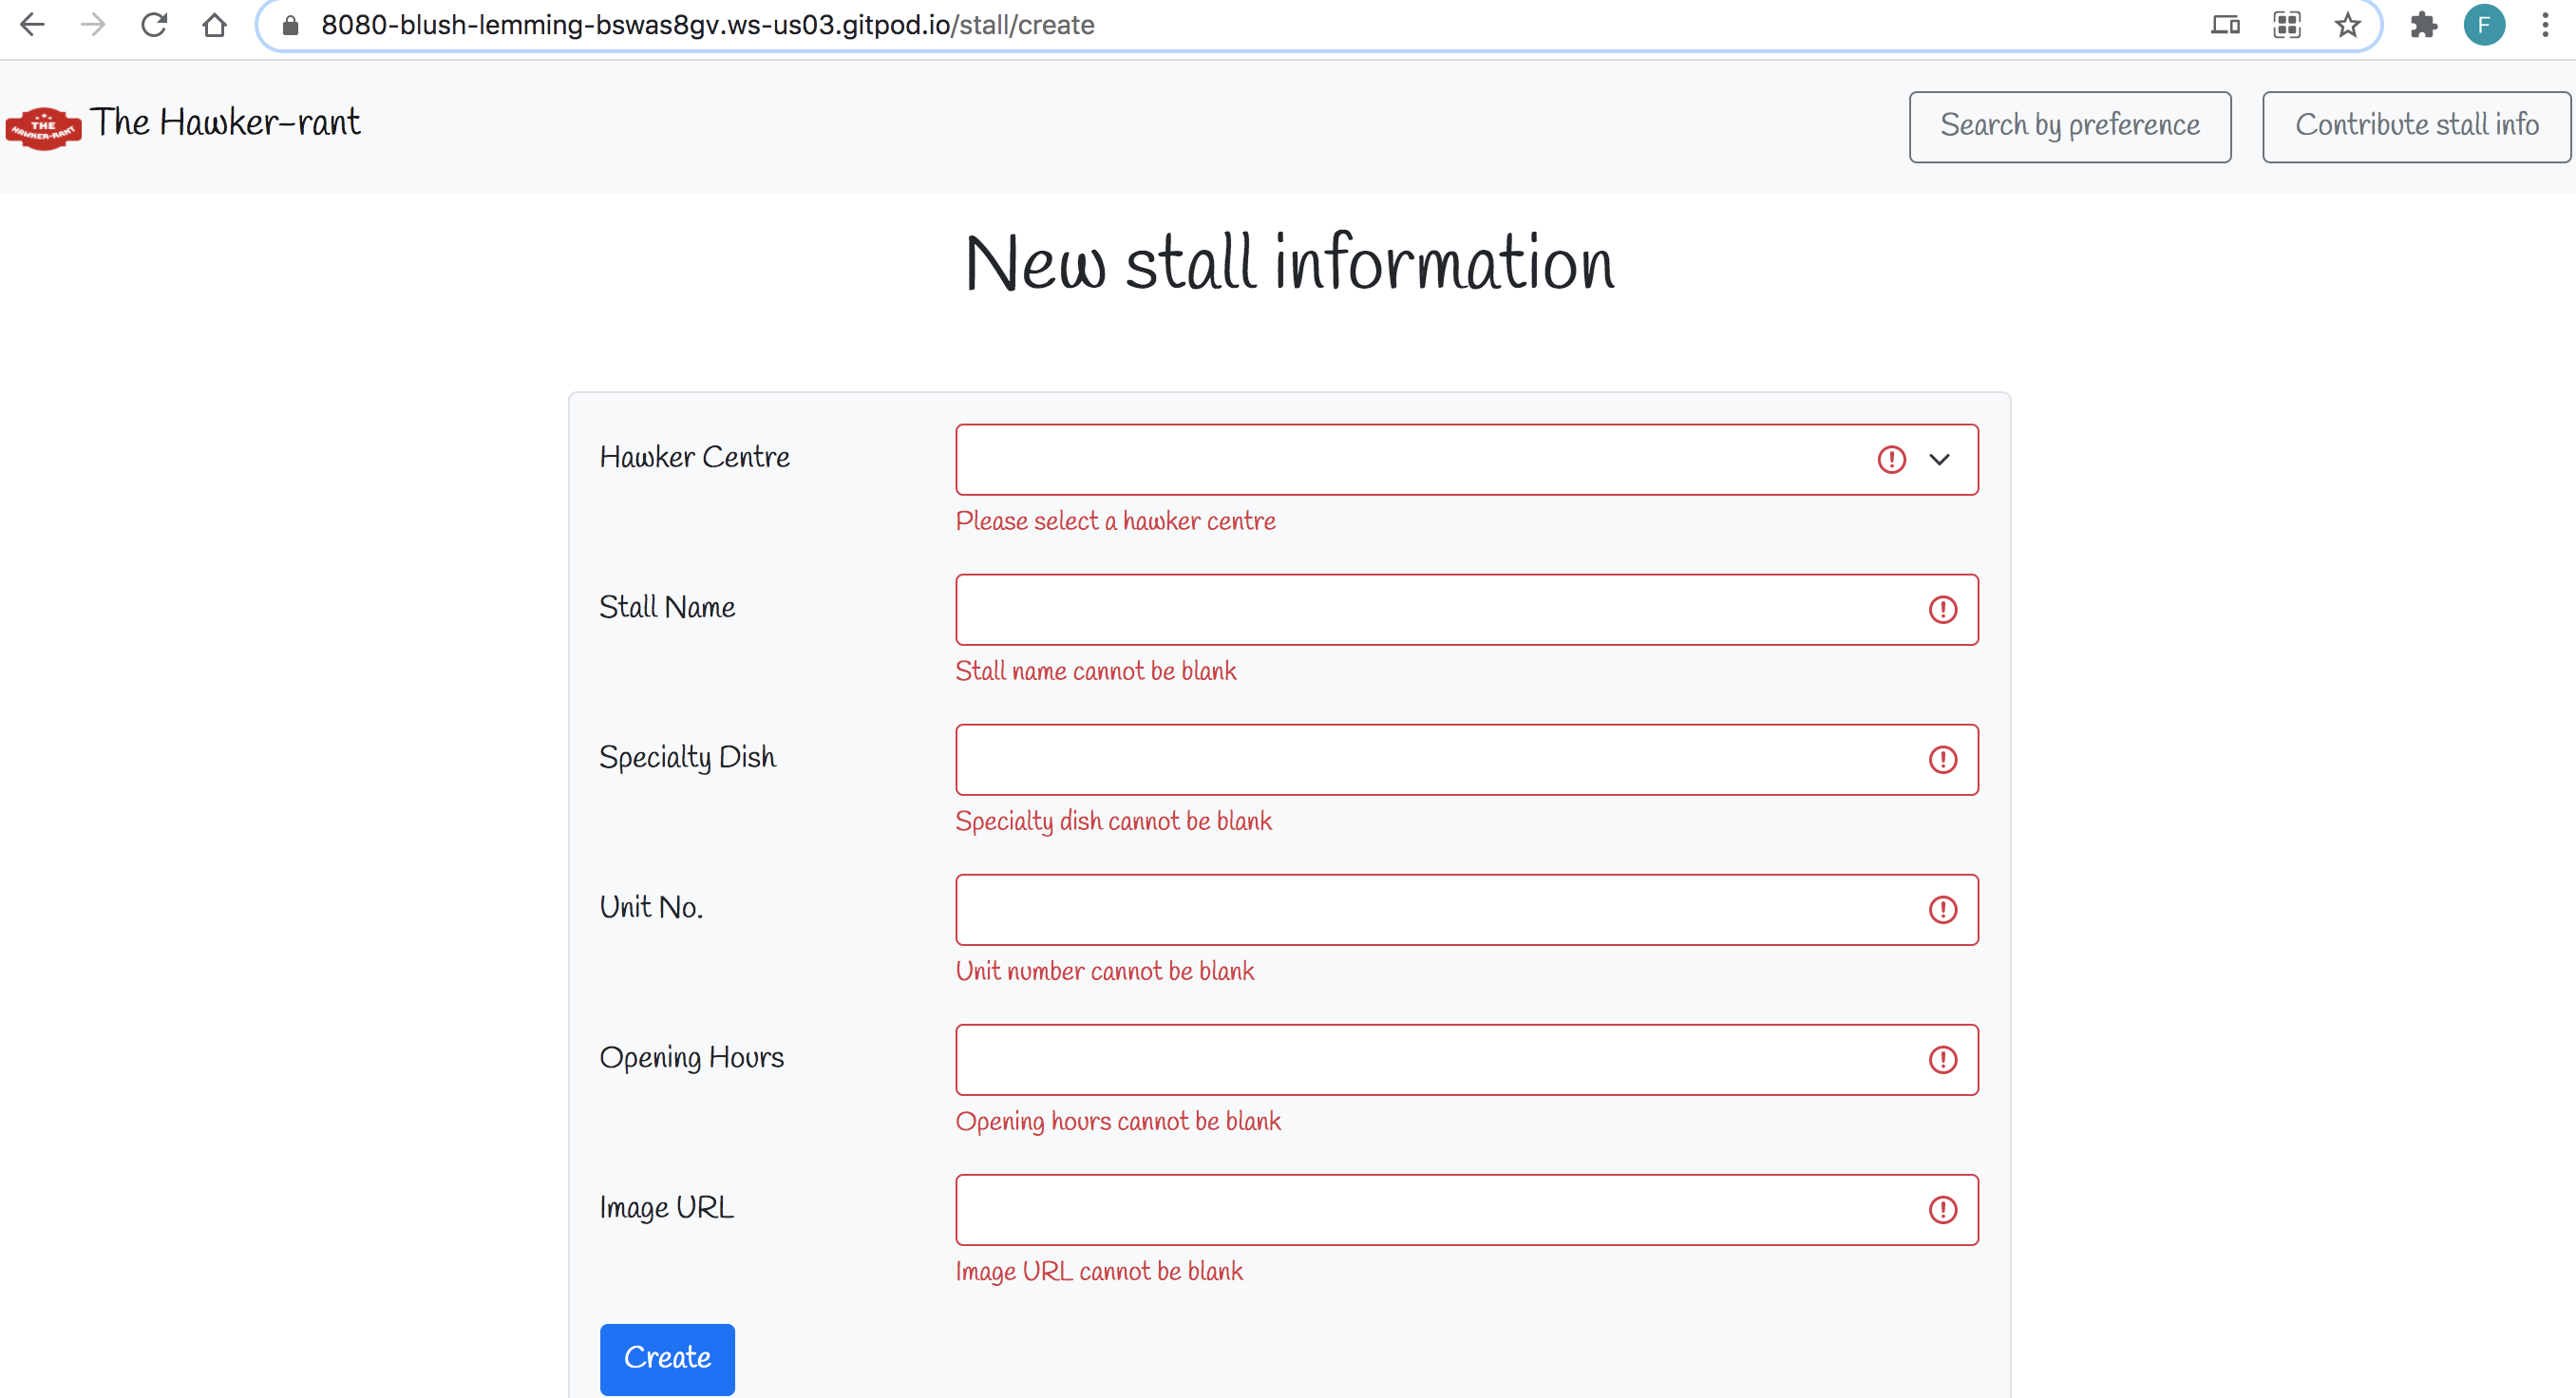 8080-blush-lemming-bswas8gv.ws-us03.gitpod.io/stall/create
F
THE
HAWKER-RANT
The Hawker-rant
Search by preference
Contribute stall info
New stall information
Hawker Centre
Please select a hawker centre
Stall Name
Stall name cannot be blank
Specialty Dish
Specialty dish cannot be blank
Unit No.
Unit number cannot be blank
Opening Hours
Opening hours cannot be blank
Image URL
Image URL cannot be blank
Create